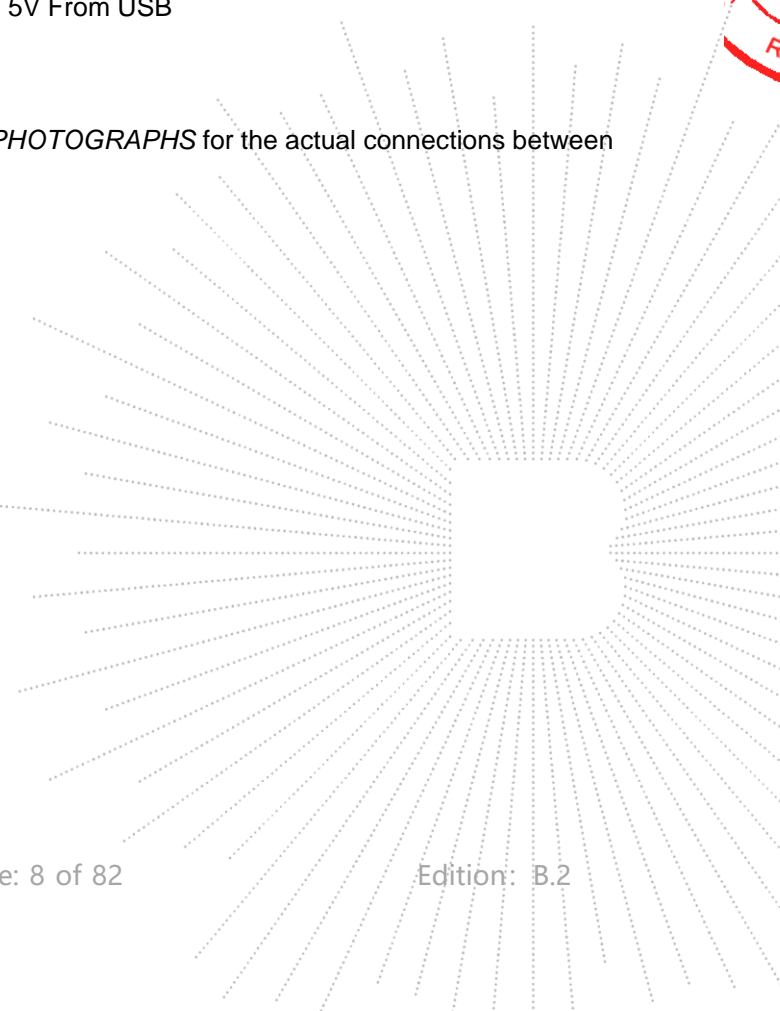 5V From USB
PHOTOGRAPHS for the actual connections between
e: 8 of 82 Edition: B.2